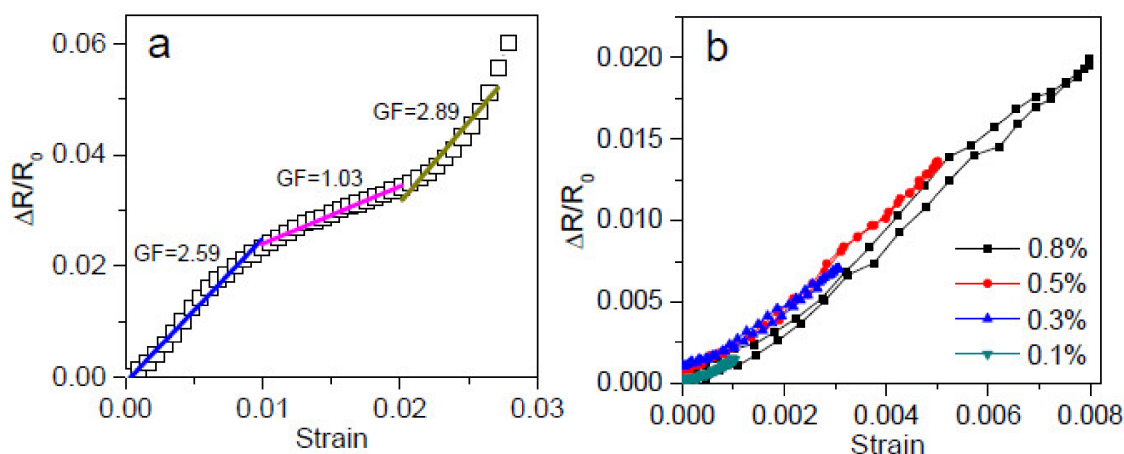 a
0.06
0.04
0.02
0.00
ΔR/R0
GF=2.59
GF=1.03
GF=2.89
0.00 0.01 0.02 0.03
Strain
b
0.020
0.015
0.010
0.005
0.000
ΔR/R0
0.8%
0.5%
0.3%
0.1%
0.000 0.002 0.004 0.006 0.008
Strain